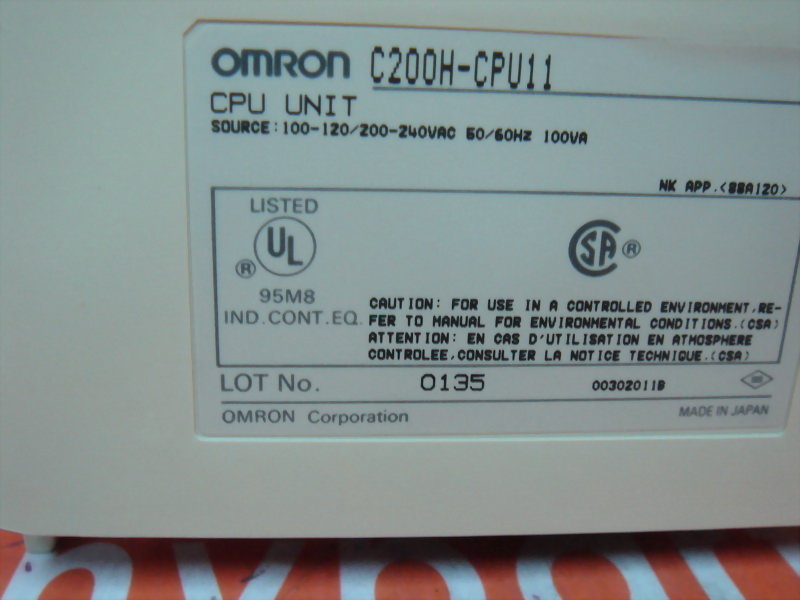 OMRON C200H-CPU11
CPU UNIT
SOURCE:100-120/200-240VAC 50/60HZ 100VA
NK APP.<88A120>
LISTED
UL
®
95M8
IND.CONT.EQ.
SA ®
CAUTION: FOR USE IN A CONTROLLED ENVIRONMENT.RE-
FER TO MANUAL FOR ENVIRONMENTAL CONDITIONS.(CSA)
ATTENTION: EN CAS D'UTILISATION EN ATMOSPHERE
CONTROLEE,CONSULTER LA NOTICE TECHNIQUE.(CSA)
LOT No. 0135 00302011B
OMRON Corporation MADE IN JAPAN